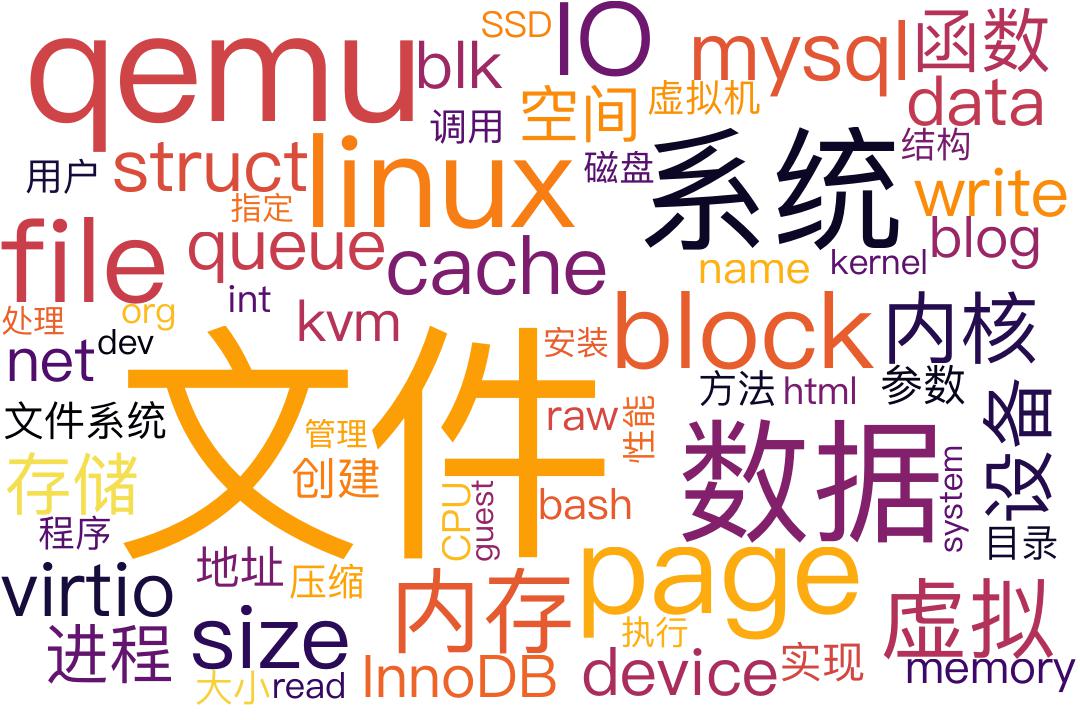 SSD
IO
qemu
blk
mysql
函数
调用
空间
虚拟机
data
用户
struct
linux
磁盘
系统
结构
指定
write
file
queue
cache
name
kernel
blog
处理
org
int
kvm
安装
block
内核
net
dev
方法
html
参数
文件系统
文件
管理
raw
性能
设备
存储
创建
数据
system
CPU
guest
bash
程序
目录
地址
压缩
page
virtio
内存
虚拟
进程
size
执行
大小
read
InnoDB
device
实现
memory